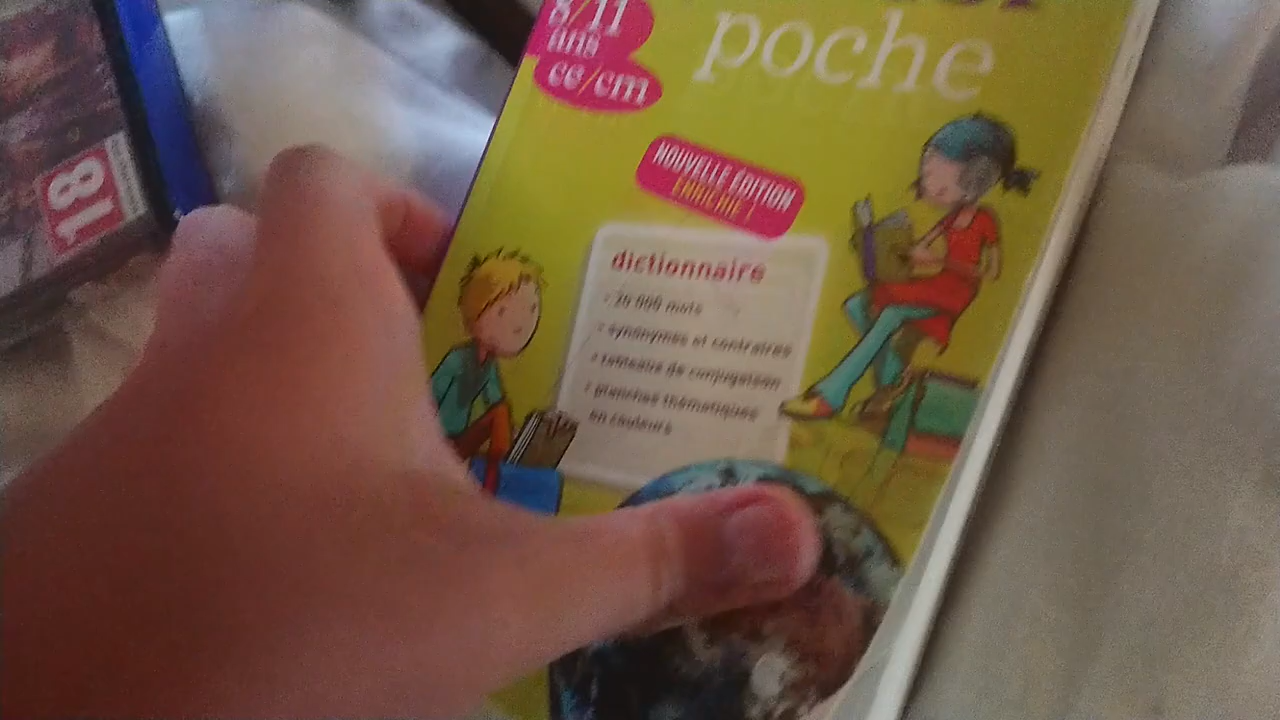 8/11
ans
ce/cm
poche
NOUVELLE ÉDITION
ENRICHIE !
dictionnaire
• 20 000 mots
• synonymes et contraires
• tableaux de conjugaison
• planches thématiques
en couleurs
18